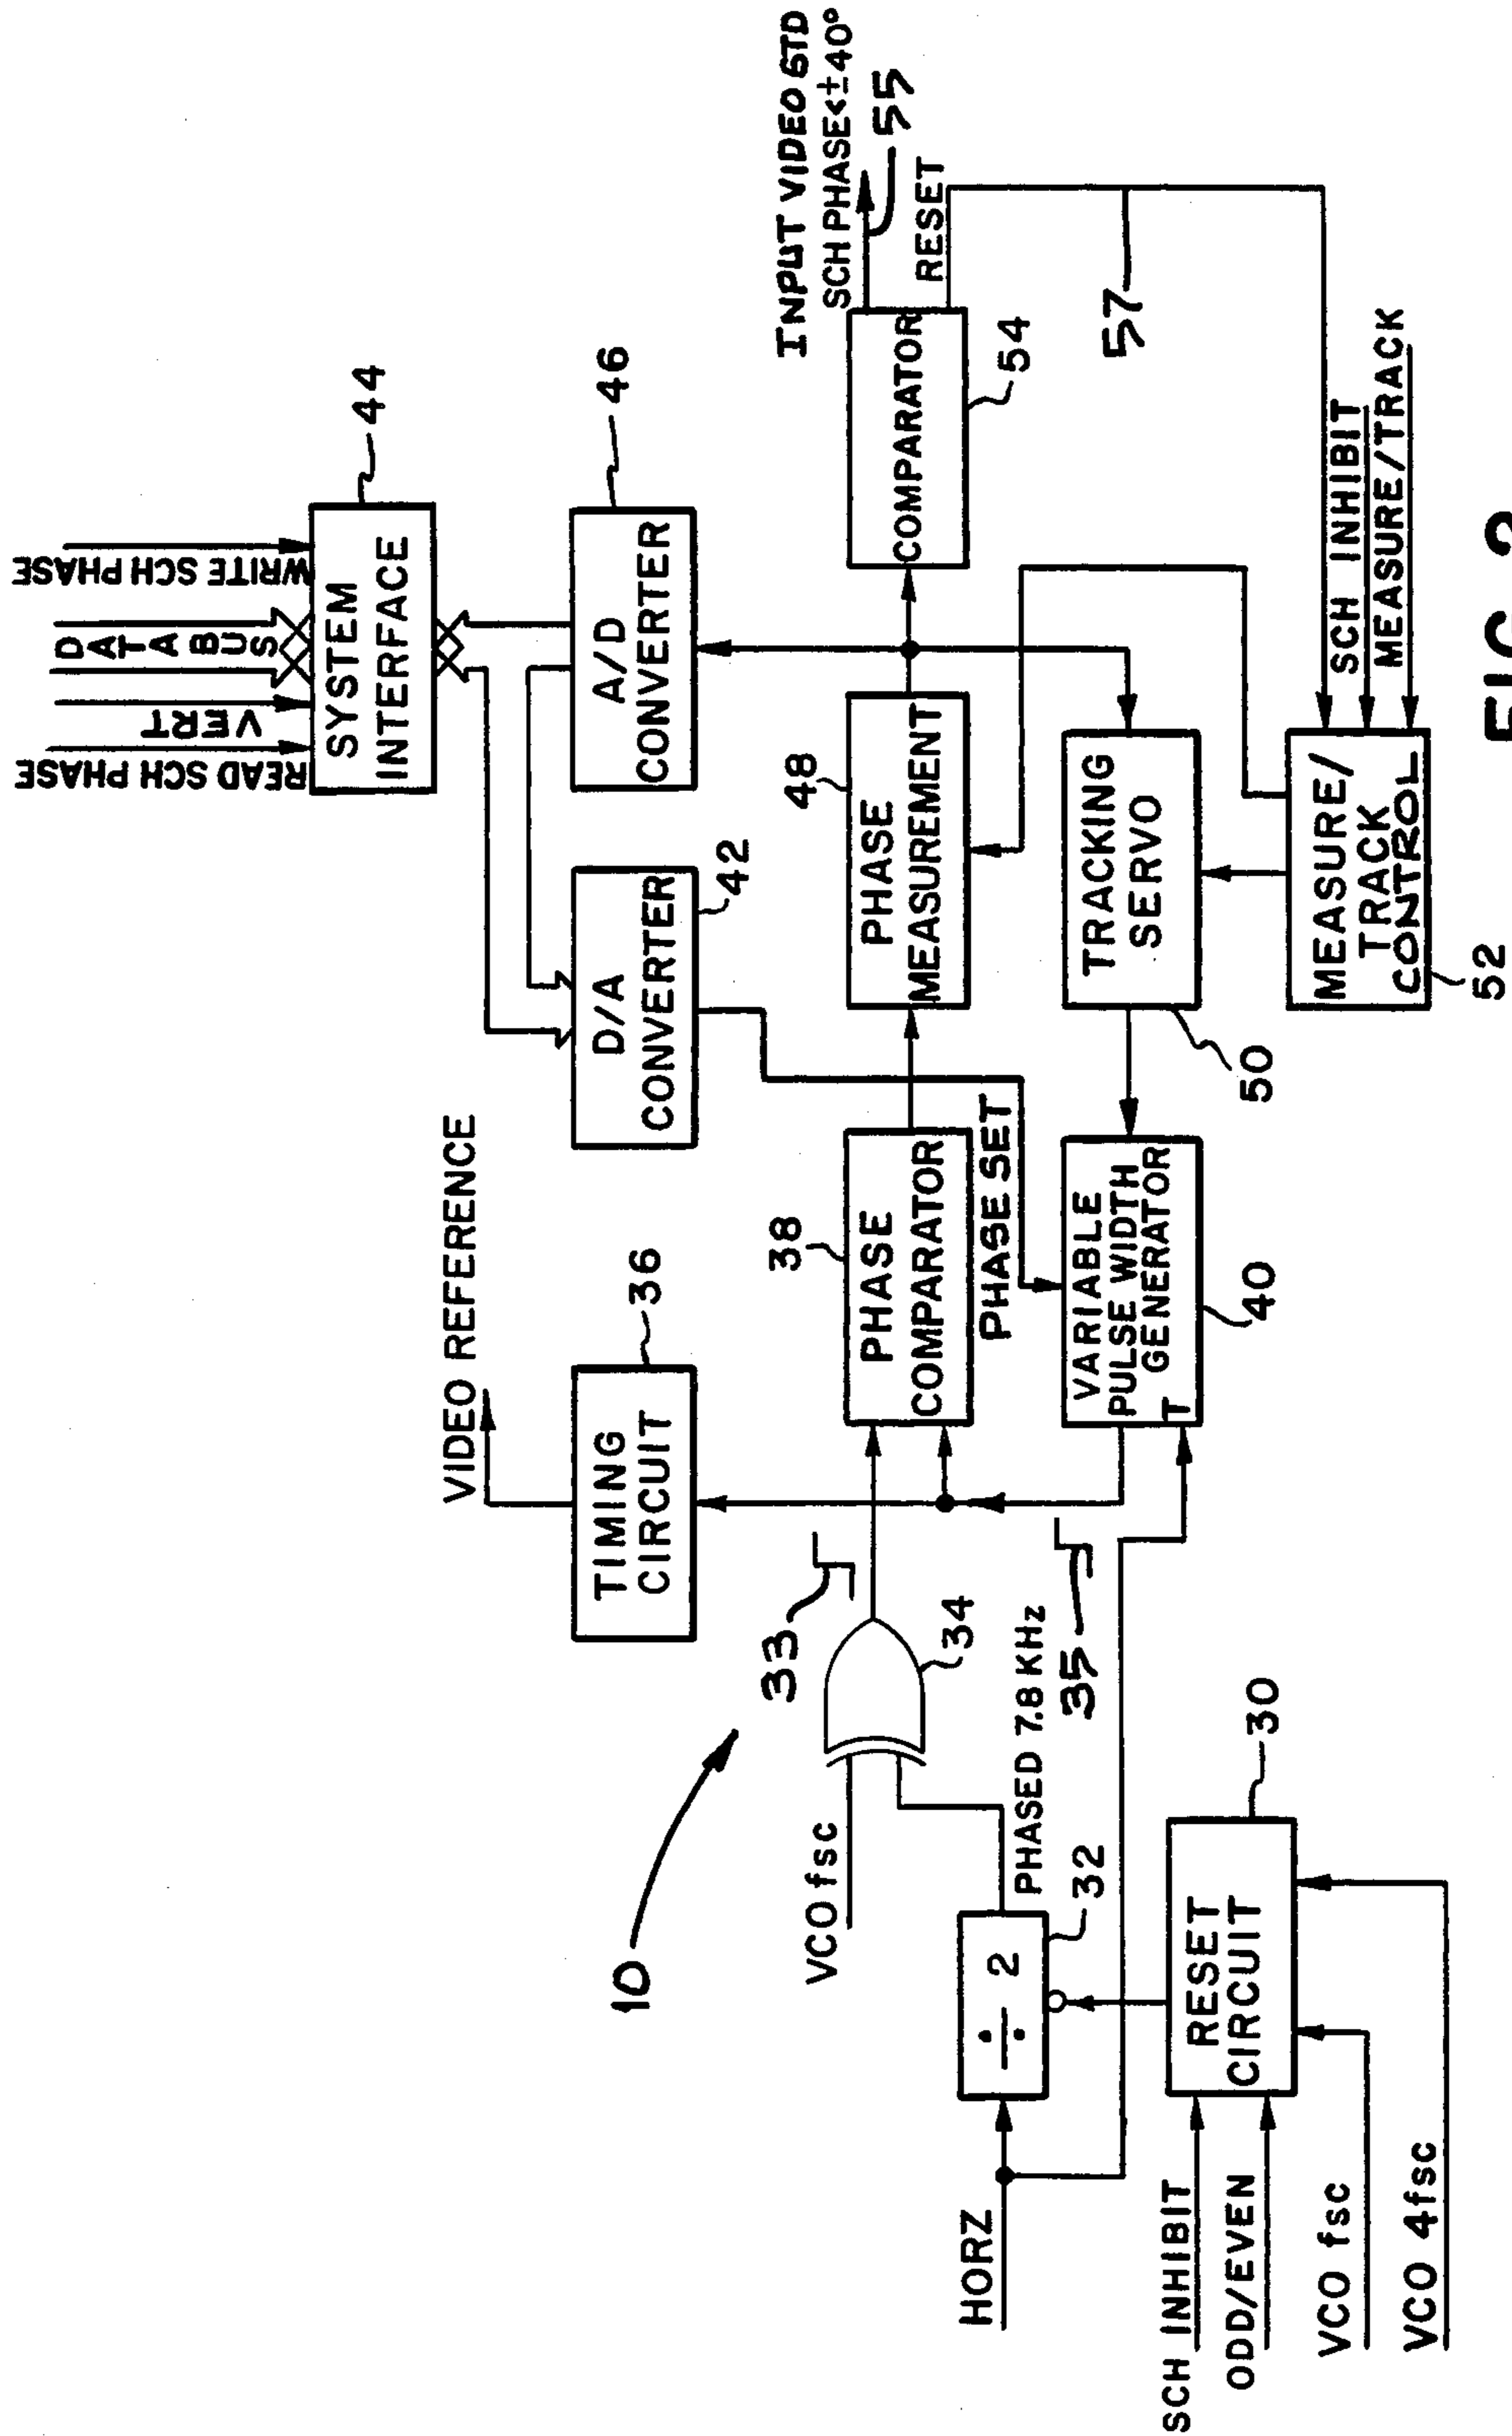 READ SCH PHASE
VERT
DATA BUS
WRITE SCH PHASE
SYSTEM
INTERFACE
44
VIDEO REFERENCE
TIMING
CIRCUIT
36
D/A
CONVERTER
42
A/D
CONVERTER
46
10
33
VCO fsc
34
38
PHASE
COMPARATOR
48
PHASE
MEASUREMENT
COMPARATOR
54
INPUT VIDEO STD
SCH PHASE<±40°
55
RESET
57
PHASE SET
HORZ
÷ 2
32
PHASED 7.8 KHz
35
VARIABLE
PULSE WIDTH
GENERATOR
T
40
TRACKING
SERVO
50
SCH INHIBIT
ODD/EVEN
VCO fsc
VCO 4fsc
RESET
CIRCUIT
30
MEASURE/
TRACK
CONTROL
52
SCH INHIBIT
MEASURE/TRACK